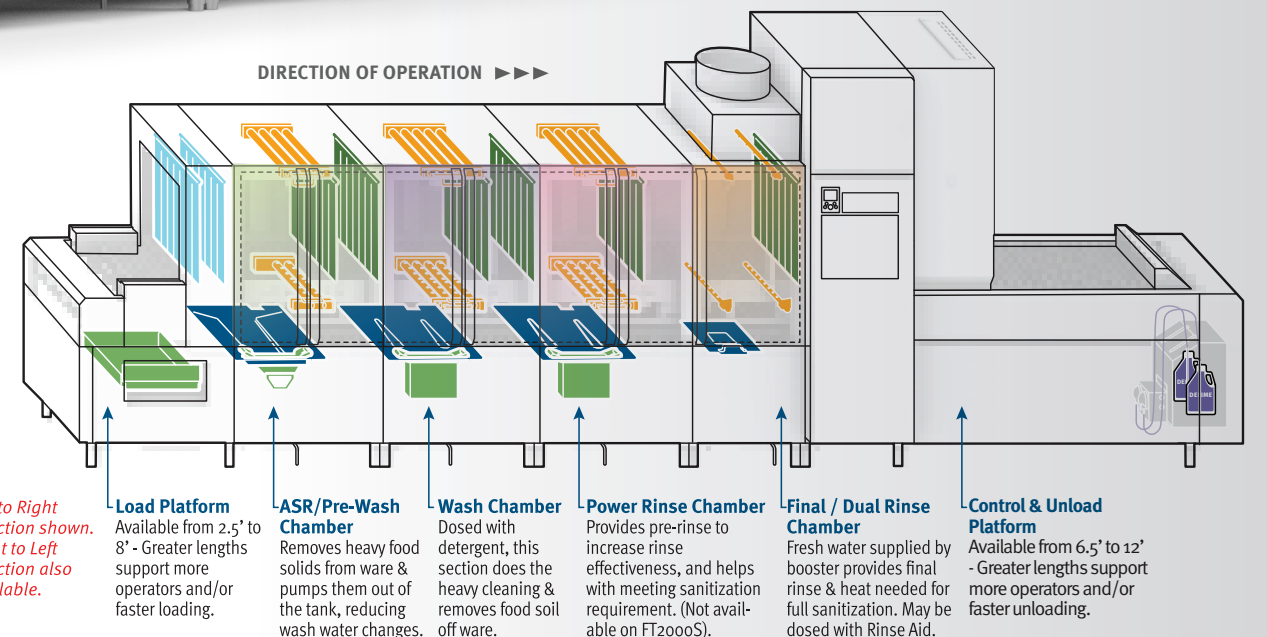 DIRECTION OF OPERATION ►►►
to Right
ction shown.
t to Left
ction also
lable.
Load Platform
Available from 2.5’ to
8’ - Greater lengths
support more
operators and/or
faster loading.
ASR/Pre-Wash
Chamber
Removes heavy food
solids from ware &
pumps them out of
the tank, reducing
wash water changes.
Wash Chamber
Dosed with
detergent, this
section does the
heavy cleaning &
removes food soil
off ware.
Power Rinse Chamber
Provides pre-rinse to
increase rinse
effectiveness, and helps
with meeting sanitization
requirement. (Not avail-
able on FT2000S).
Final / Dual Rinse
Chamber
Fresh water supplied by
booster provides final
rinse & heat needed for
full sanitization. May be
dosed with Rinse Aid.
Control & Unload
Platform
Available from 6.5’ to 12’
- Greater lengths support
more operators and/or
faster unloading.